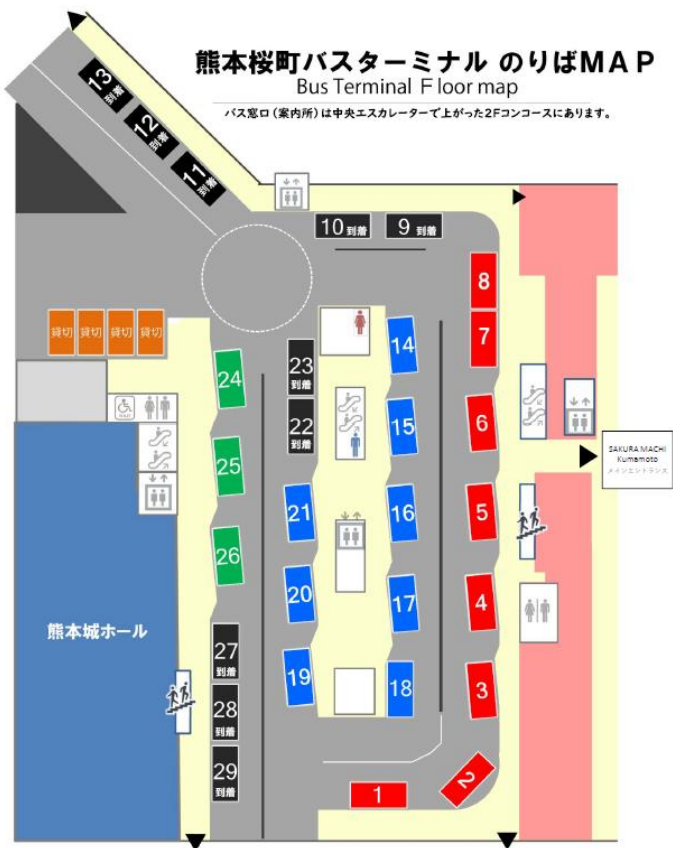 熊本桜町バスターミナル のりばMAP
Bus Terminal Floor map
バス窓口(案内所)は中央エスカレーターで上がった2Fコンコースにあります。
13
到着
12
到着
11
到着
10 到着
9 到着
8
7
貸切 貸切 貸切 貸切
14
23
到着
24
22
到着
15
6
SAKURA MACHI
Kumamoto
メインエントランス
25
21
16
5
26
20
17
4
熊本城ホール
27
到着
19
18
3
28
到着
29
到着
1
2